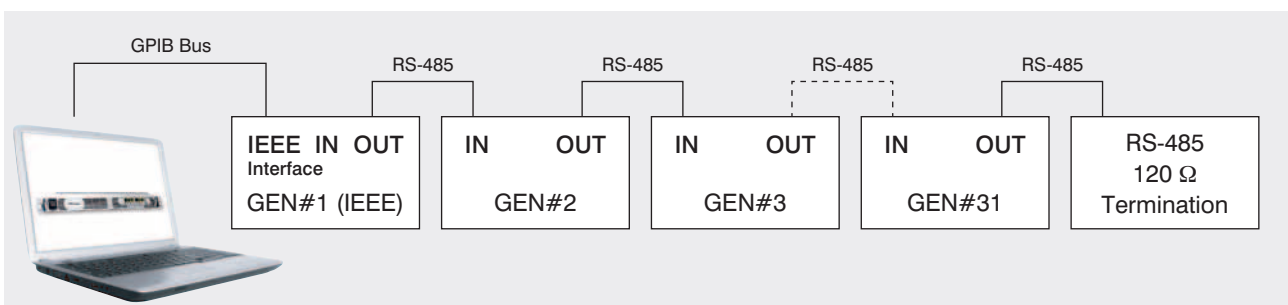 GPIB Bus
RS-485
RS-485
RS-485
RS-485
IEEE IN OUT
Interface
GEN#1 (IEEE)
IN OUT
GEN#2
IN OUT
GEN#3
IN OUT
GEN#31
RS-485
120 Ω
Termination